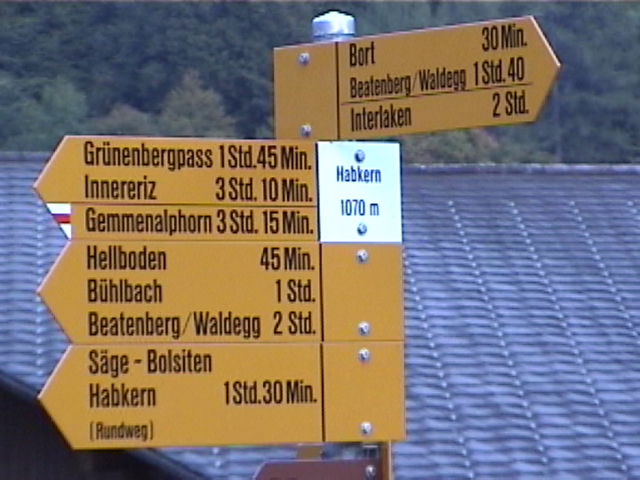 Bort 30 Min.
Beatenberg/Waldegg 1 Std. 40
Interlaken 2 Std.
Habkern
1070 m
Grünenbergpass 1 Std. 45 Min.
Innereriz 3 Std. 10 Min.
Gemmenalphorn 3 Std. 15 Min.
Hellboden 45 Min.
Bühlbach 1 Std.
Beatenberg/Waldegg 2 Std.
Säge - Bolsiten
Habkern 1 Std. 30 Min.
(Rundweg)